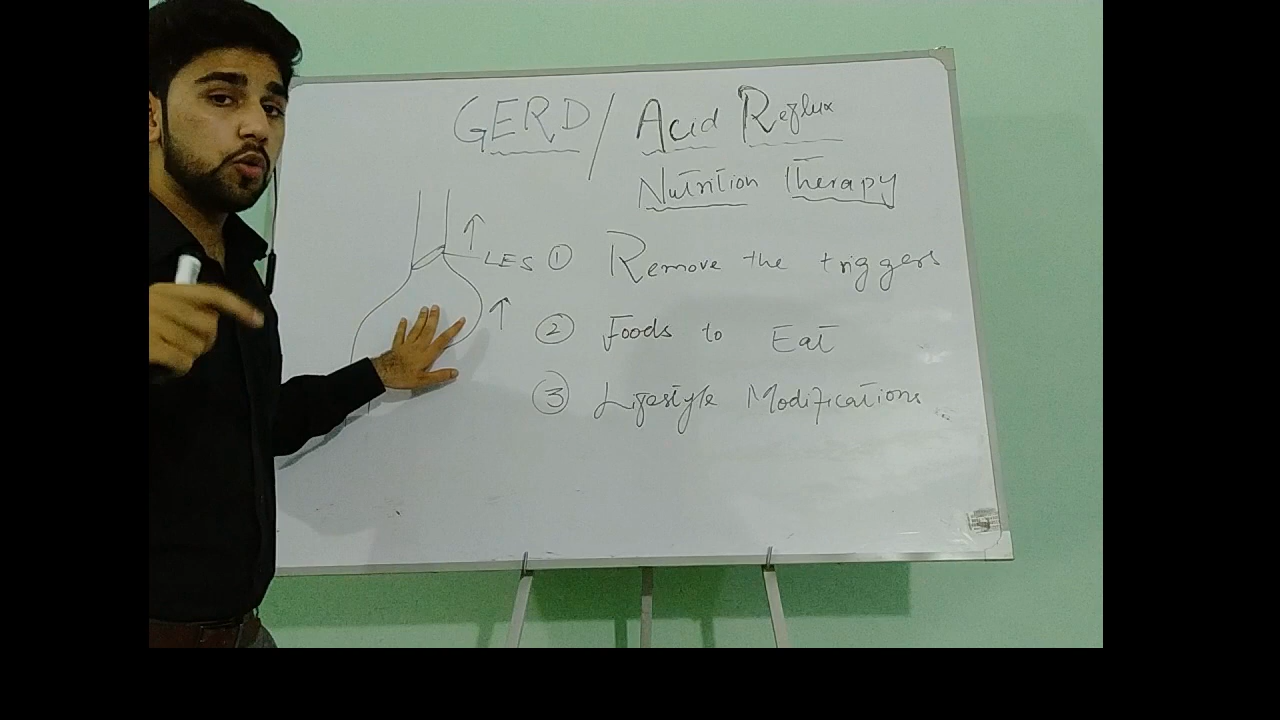 GERD / Acid Reflux
Nutrition Therapy
LES
① Remove the triggers
② Foods to Eat
③ Lifestyle Modifications